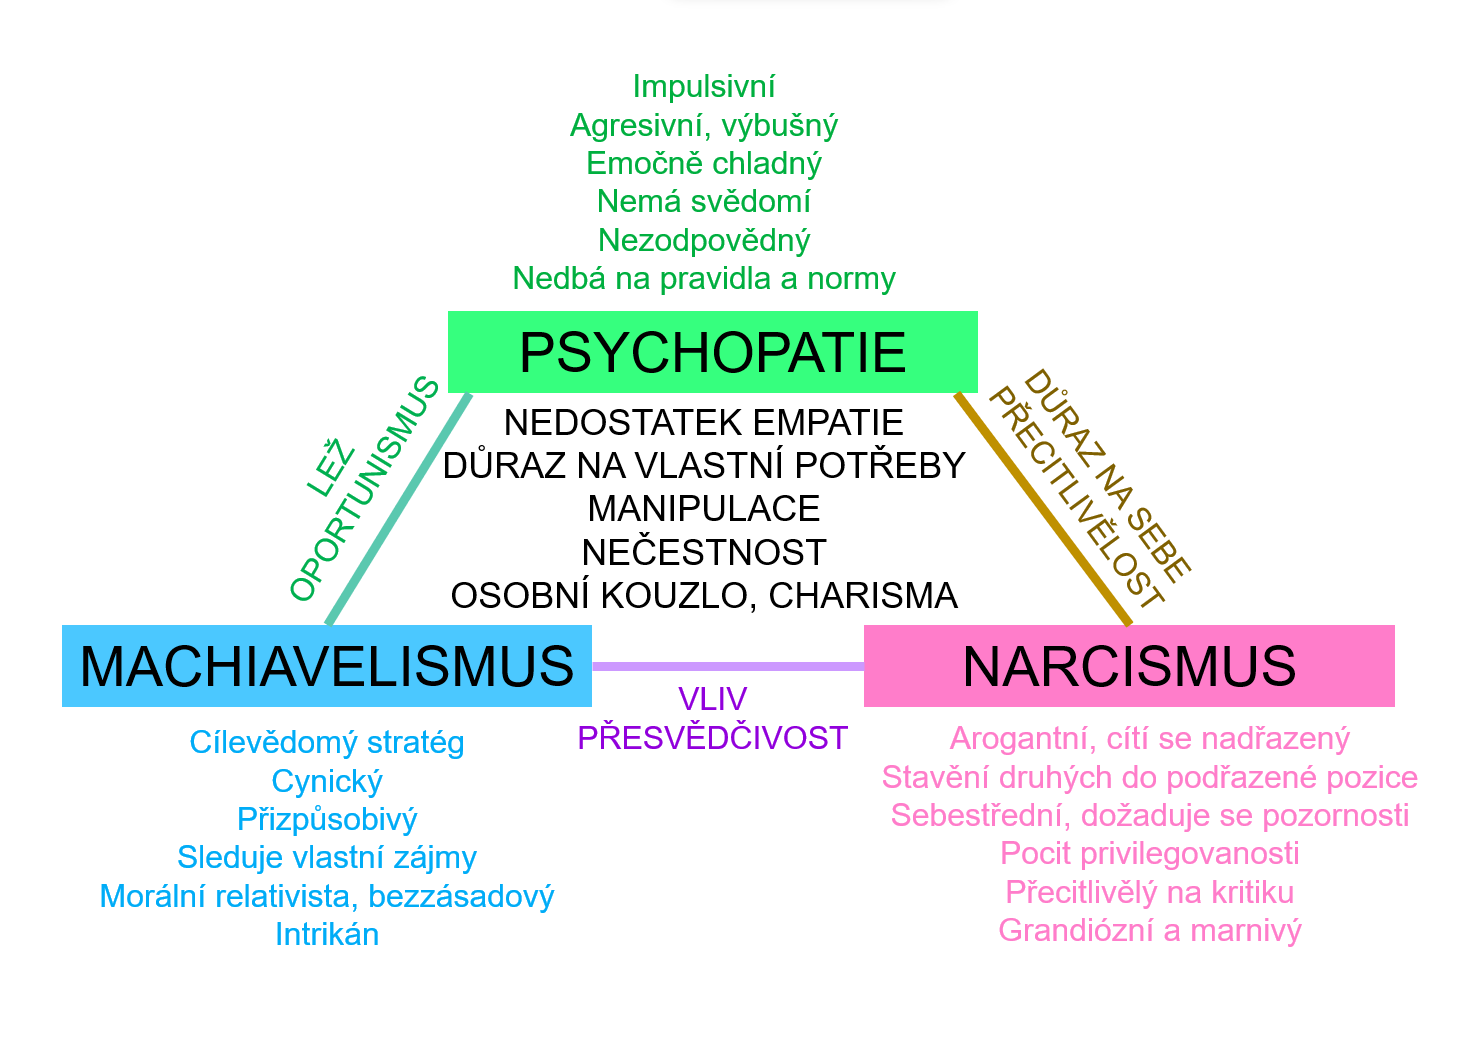 Impulsivní
Agresivní, výbušný
Emočně chladný
Nemá svědomí
Nezodpovědný
Nedbá na pravidla a normy
PSYCHOPATIE
LEŽ
OPORTUNISMUS
NEDOSTATEK EMPATIE
DŮRAZ NA VLASTNÍ POTŘEBY
MANIPULACE
NEČESTNOST
OSOBNÍ KOUZLO, CHARISMA
DŮRAZ NA SEBE
PŘECITLIVĚLOST
MACHIAVELISMUS
NARCISMUS
VLIV
PŘESVĚDČIVOST
Cílevědomý stratég
Cynický
Přizpůsobivý
Sleduje vlastní zájmy
Morální relativista, bezzásadový
Intrikán
Arogantní, cítí se nadřazený
Stavění druhých do podřazené pozice
Sebestřední, dožaduje se pozornosti
Pocit privilegovanosti
Přecitlivělý na kritiku
Grandiózní a marnivý